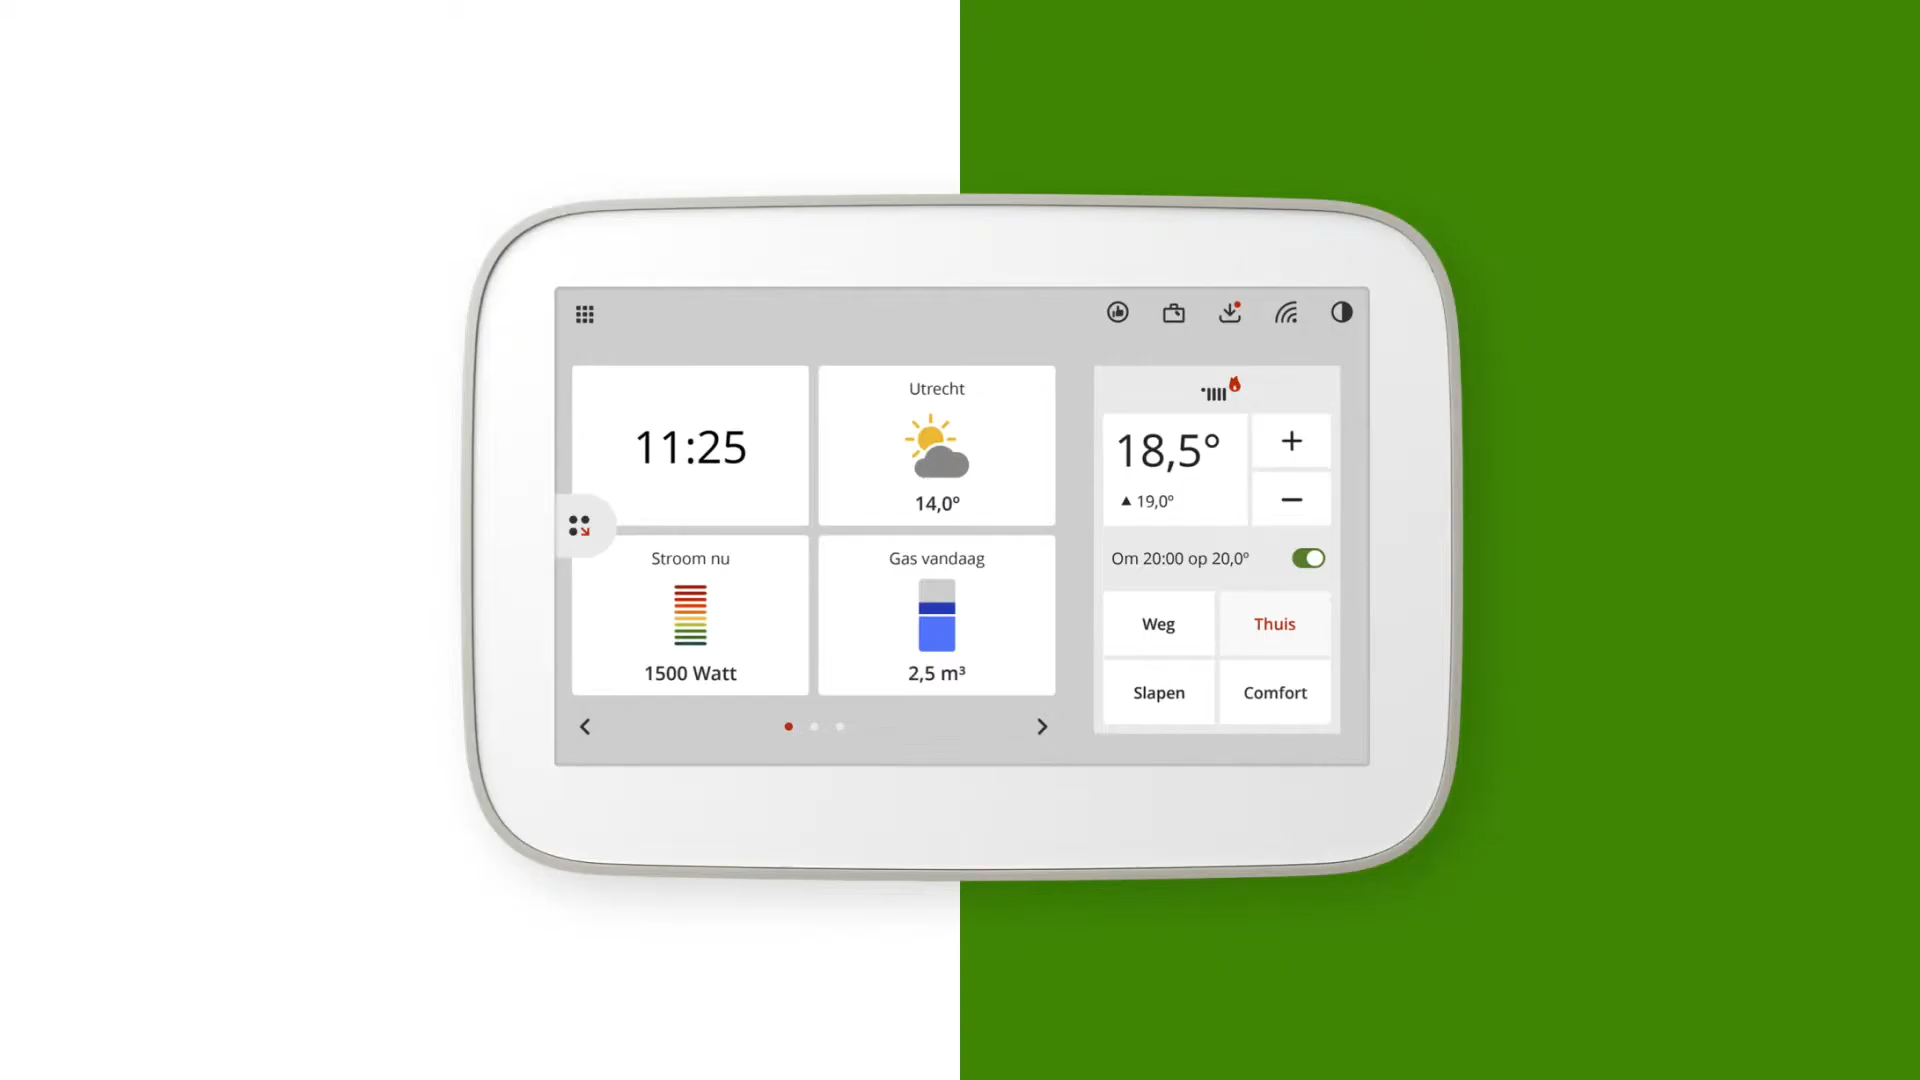 11:25
Utrecht
14,0°
Stroom nu
1500 Watt
Gas vandaag
2,5 m³
18,5°
+
−
▲ 19,0°
Om 20:00 op 20,0°
Weg
Thuis
Slapen
Comfort